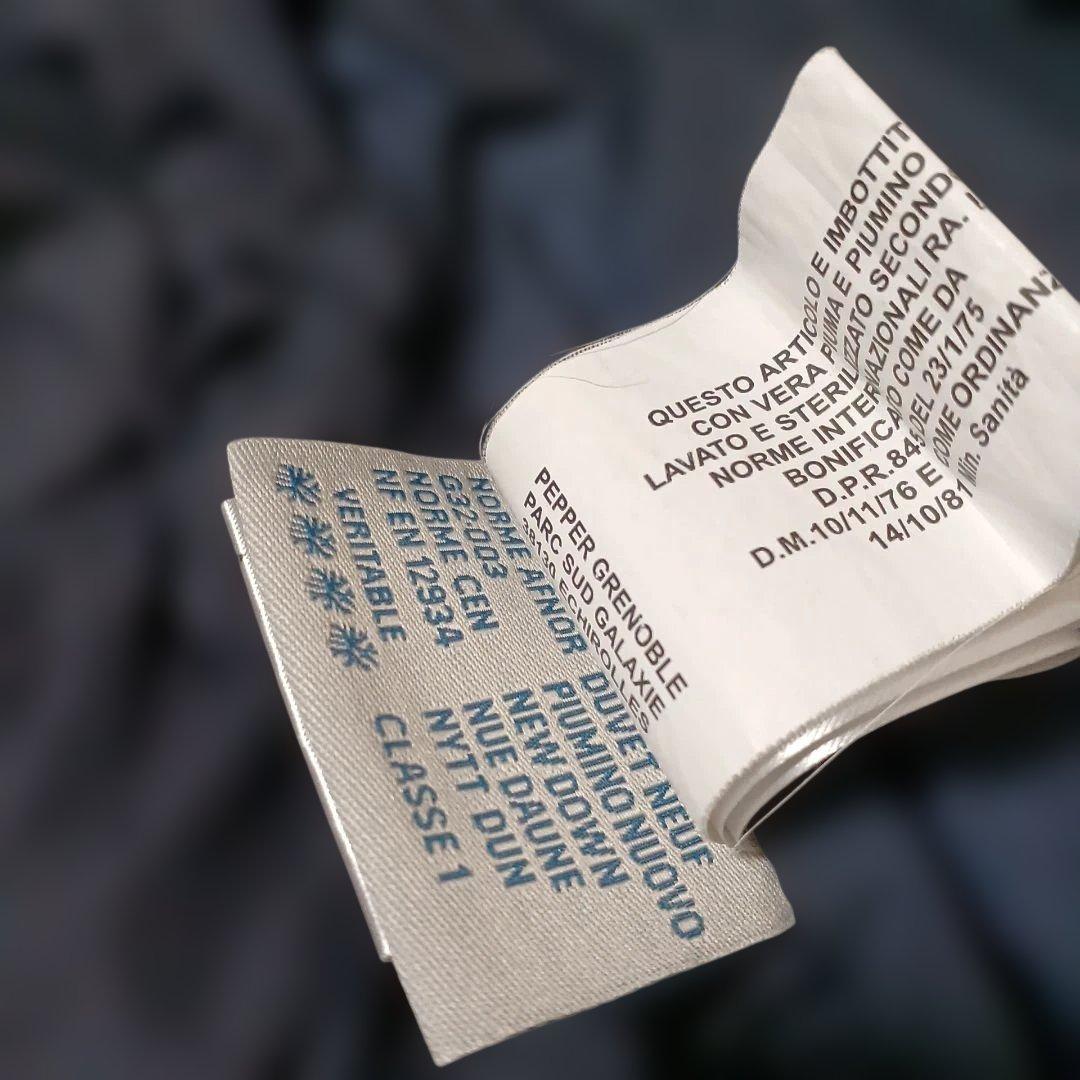 QUESTO ARTICOLO E IMBOTTIT
CON VERA PIUMA E PIUMINO
LAVATO E STERILIZZATO SECOND
NORME INTERNAZIONALI RA.
BONIFICATO COME DA
D.P.R. 845 DEL 23/1/75
D.M.10/11/76 E COME ORDINANZ
14/10/81 Min. Sanità
PEPPER GRENOBLE
PARC SUD GALAXIE
38130 ECHIROLLES
NORME AFNOR
G32-003
NORME CEN
NF EN 12934
VERITABLE
DUVET NEUF
PIUMINO NUOVO
NEW DOWN
NUE DAUNE
NYTT DUN
CLASSE 1